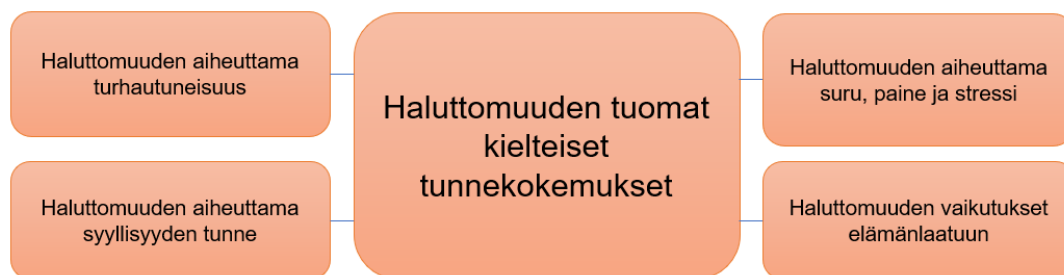 Haluttomuuden aiheuttama
turhautuneisuus
Haluttomuuden aiheuttama
syyllisyyden tunne
Haluttomuuden tuomat
kielteiset
tunnekokemukset
Haluttomuuden aiheuttama
suru, paine ja stressi
Haluttomuuden vaikutukset
elämänlaatuun